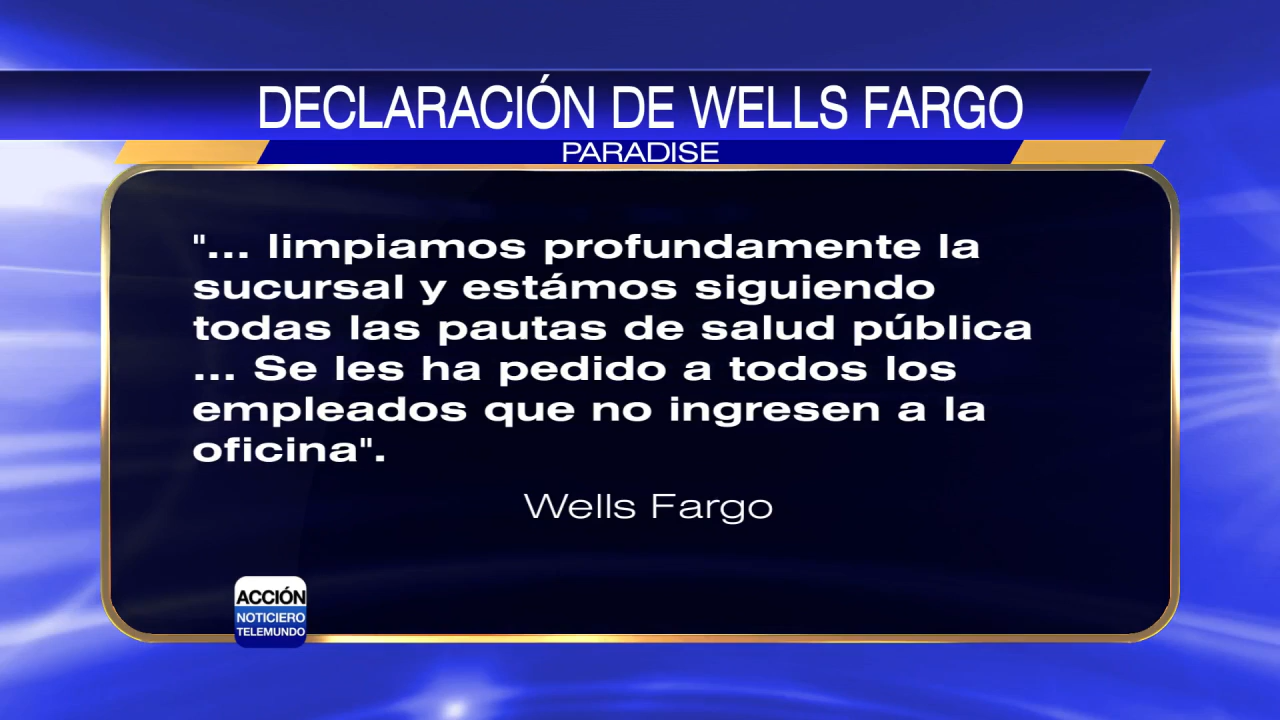 DECLARACIÓN DE WELLS FARGO
PARADISE
"... limpiamos profundamente la
sucursal y estámos siguiendo
todas las pautas de salud pública
... Se les ha pedido a todos los
empleados que no ingresen a la
oficina".
Wells Fargo
ACCIÓN
NOTICIERO
TELEMUNDO